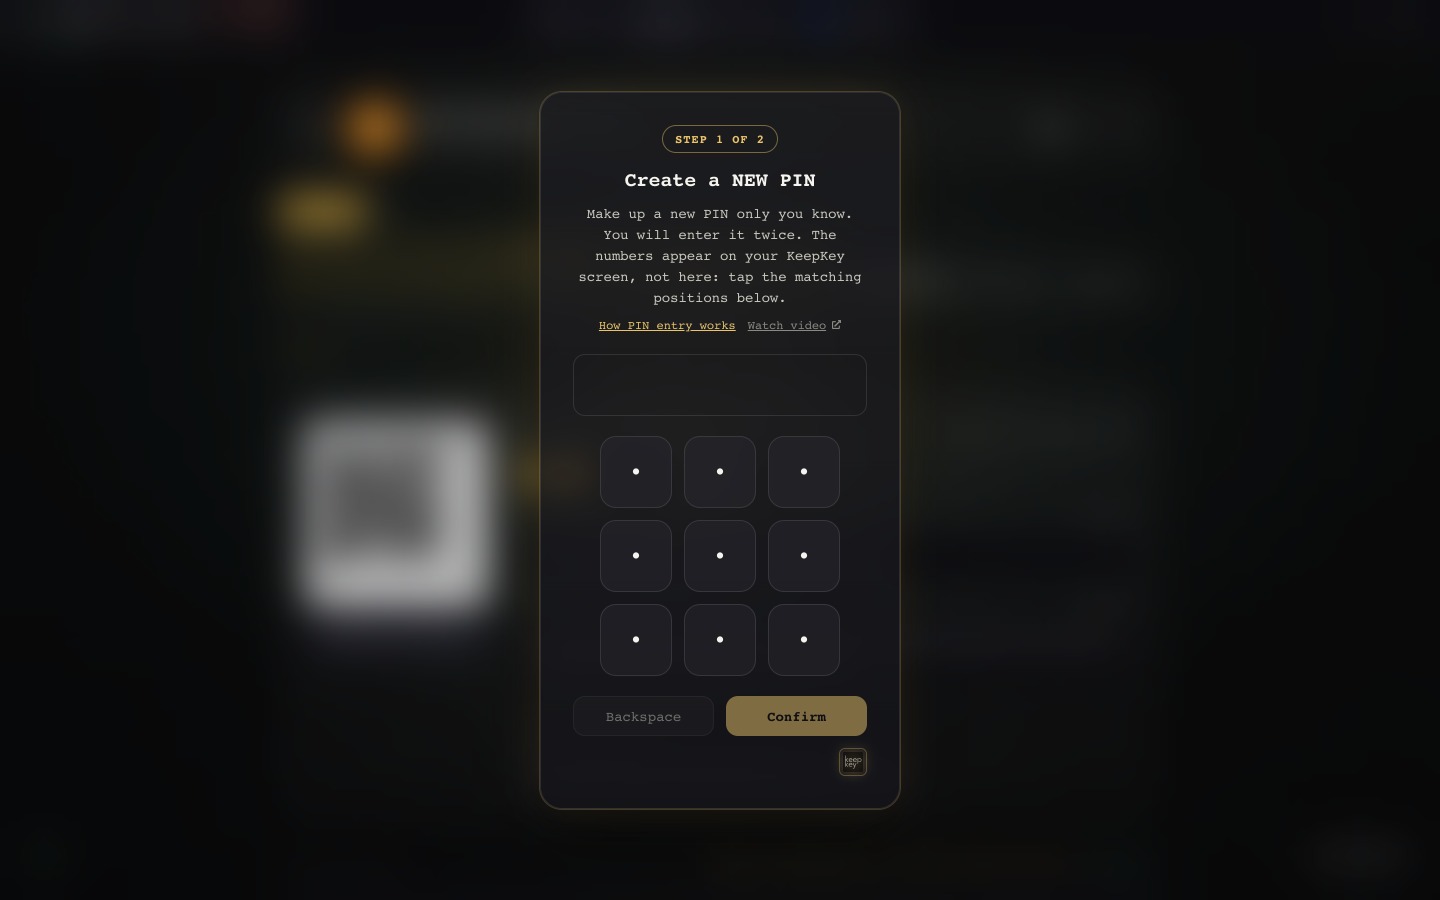 STEP 1 OF 2
Create a NEW PIN
Make up a new PIN only you know.
You will enter it twice. The
numbers appear on your KeepKey
screen, not here: tap the matching
positions below.
How PIN entry works Watch video
Backspace Confirm
keep
key